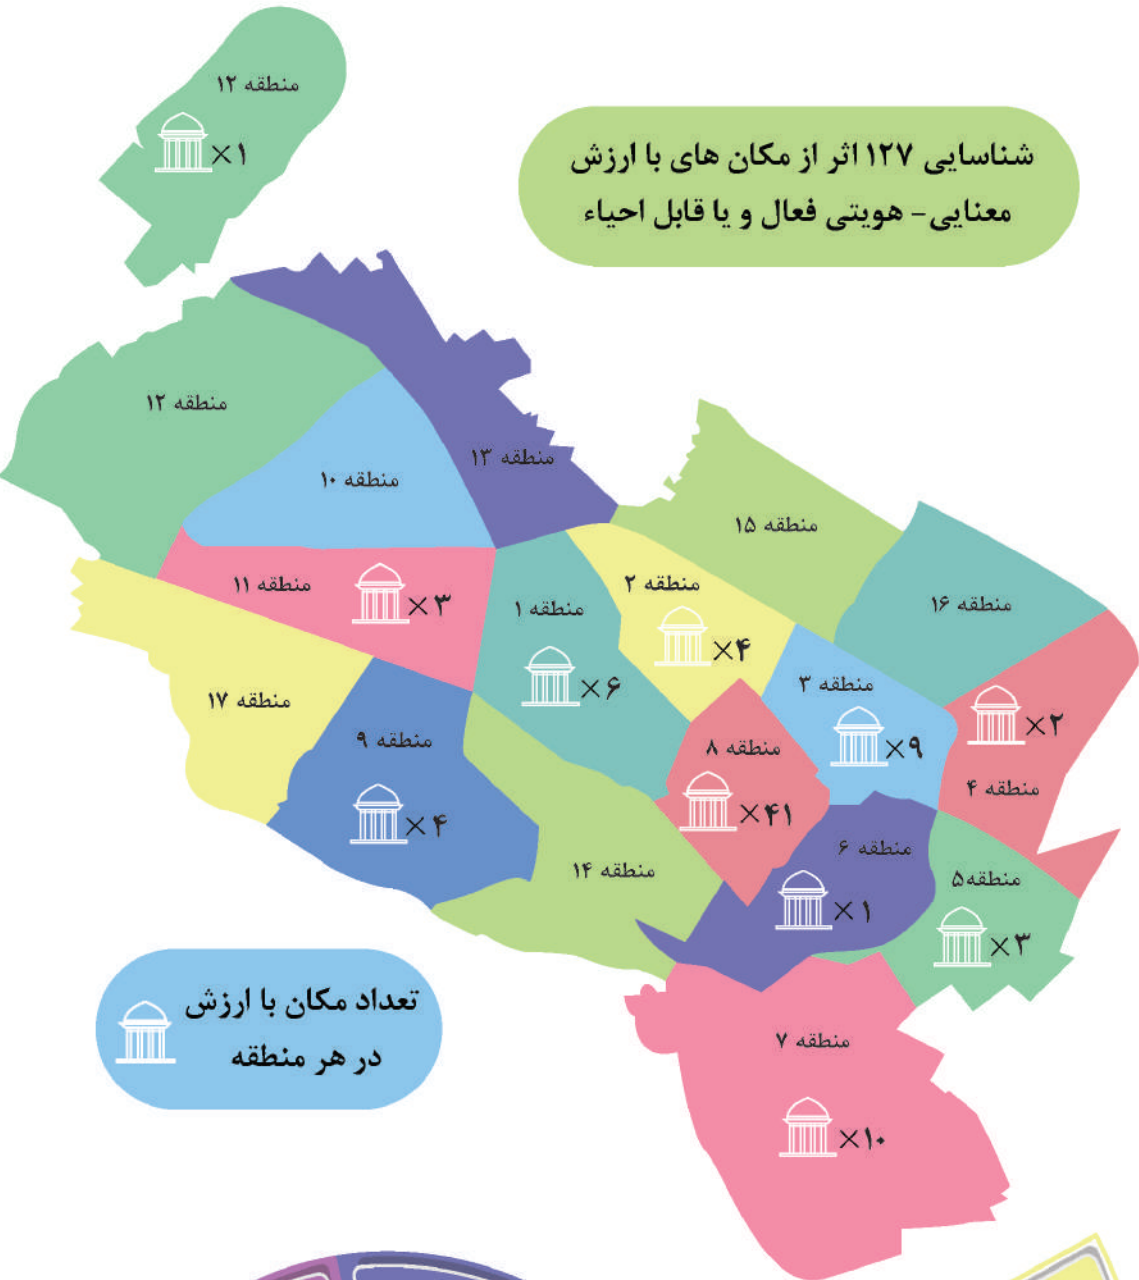 منطقه ۱۲
×۱
شناسایی ۱۲۷ اثر از مکان های با ارزش
معنایی- هویتی فعال و یا قابل احیاء
منطقه ۱۲
منطقه ۱۳
منطقه ۱۰
منطقه ۱۵
منطقه ۱۶
منطقه ۱۱
×۳
منطقه ۱
×۶
منطقه ۲
×۴
منطقه ۳
×۹
×۲
منطقه ۴
منطقه ۱۷
منطقه ۹
×۴
منطقه ۸
×۴۱
منطقه ۱۴
منطقه ۶
×۱
منطقه۵
×۳
تعداد مکان با ارزش
در هر منطقه
منطقه ۷
×۱۰